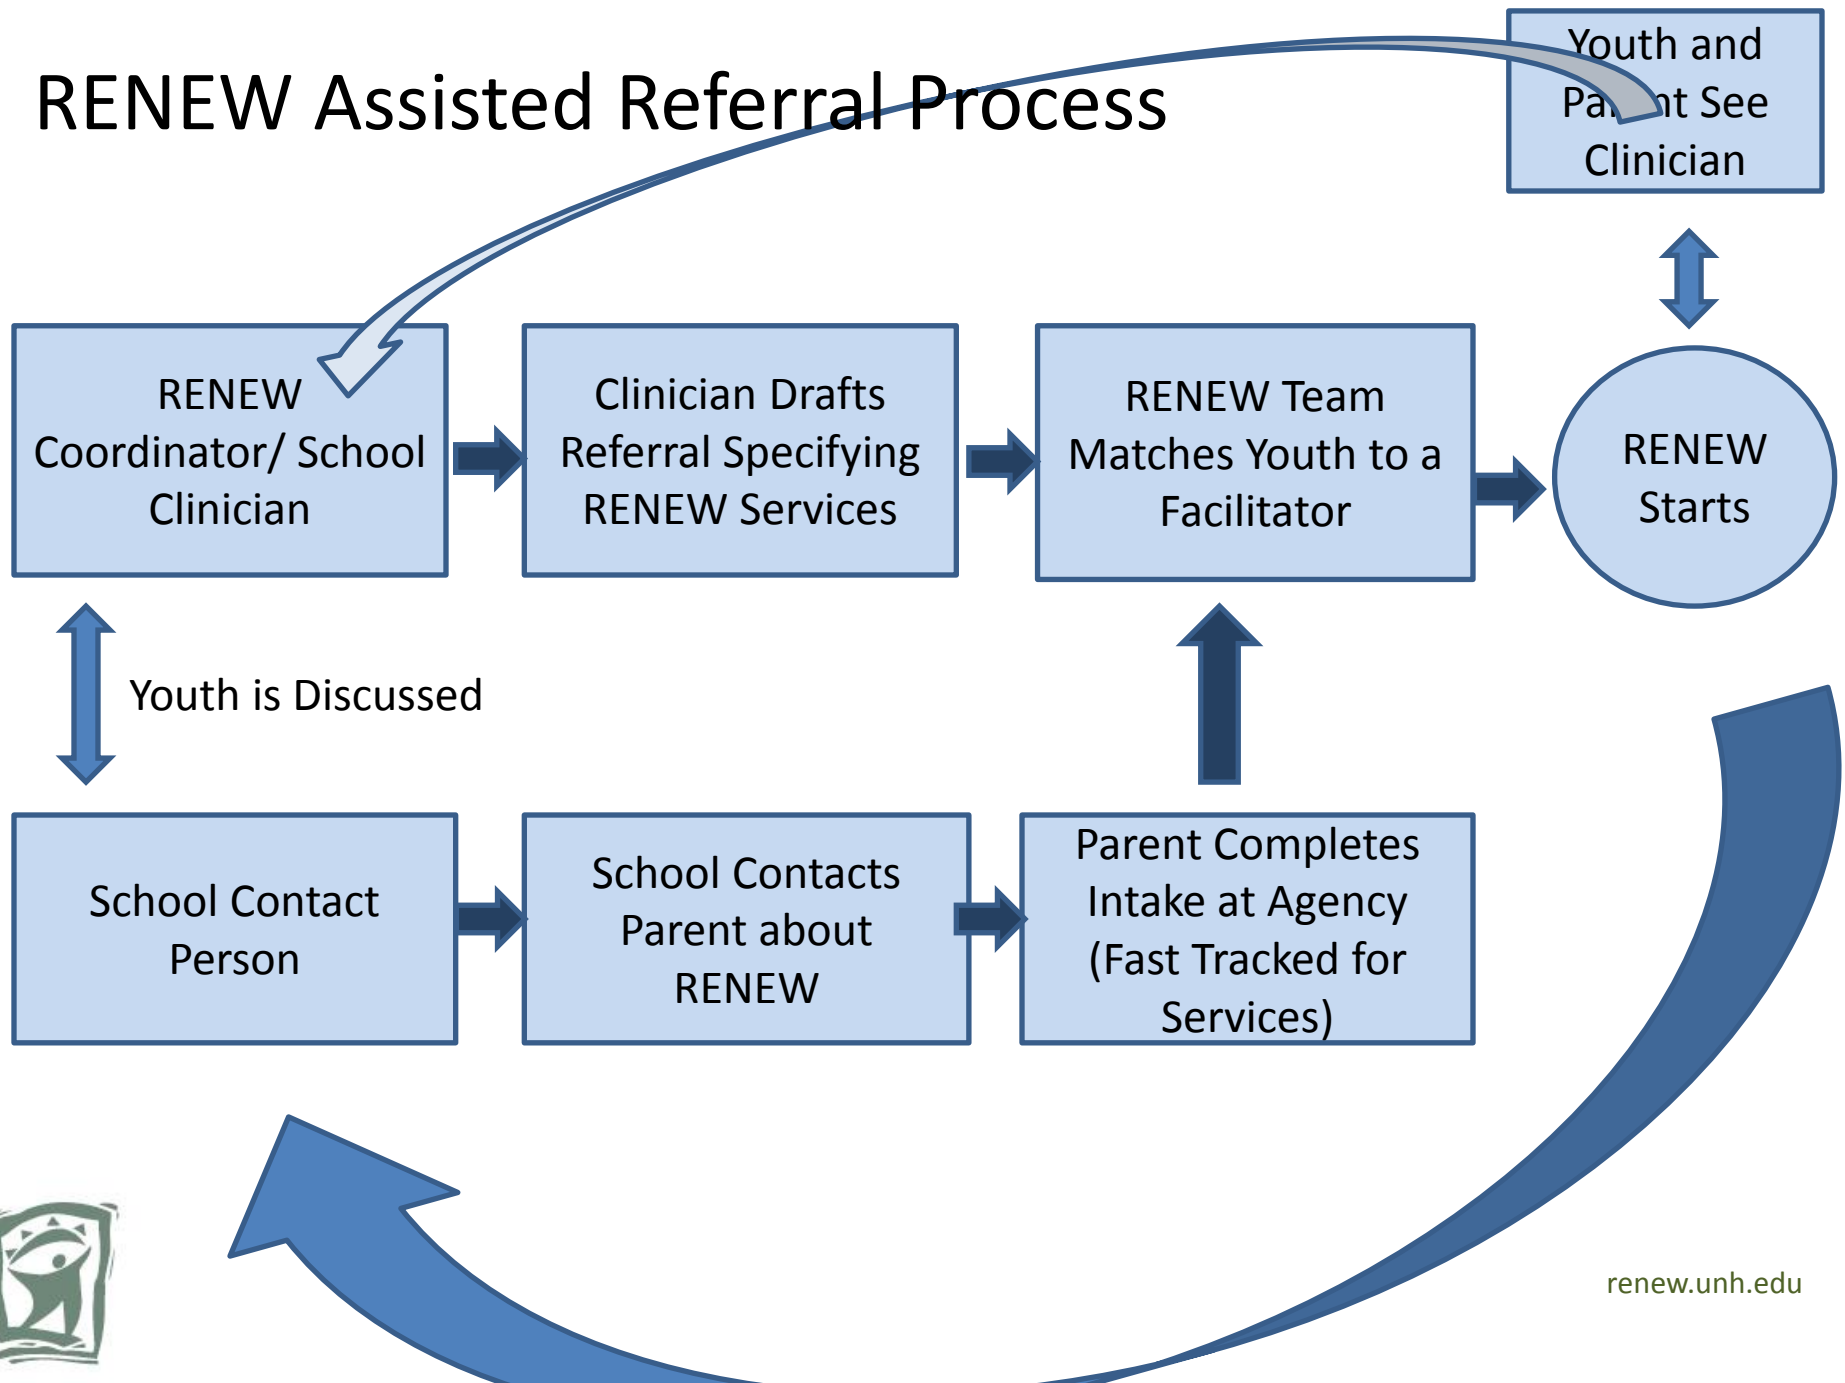 RENEW Assisted Referral Process
Youth and
Parent See
Clinician
RENEW
Coordinator/ School
Clinician
Clinician Drafts
Referral Specifying
RENEW Services
RENEW Team
Matches Youth to a
Facilitator
RENEW
Starts
Youth is Discussed
School Contact
Person
School Contacts
Parent about
RENEW
Parent Completes
Intake at Agency
(Fast Tracked for
Services)
renew.unh.edu